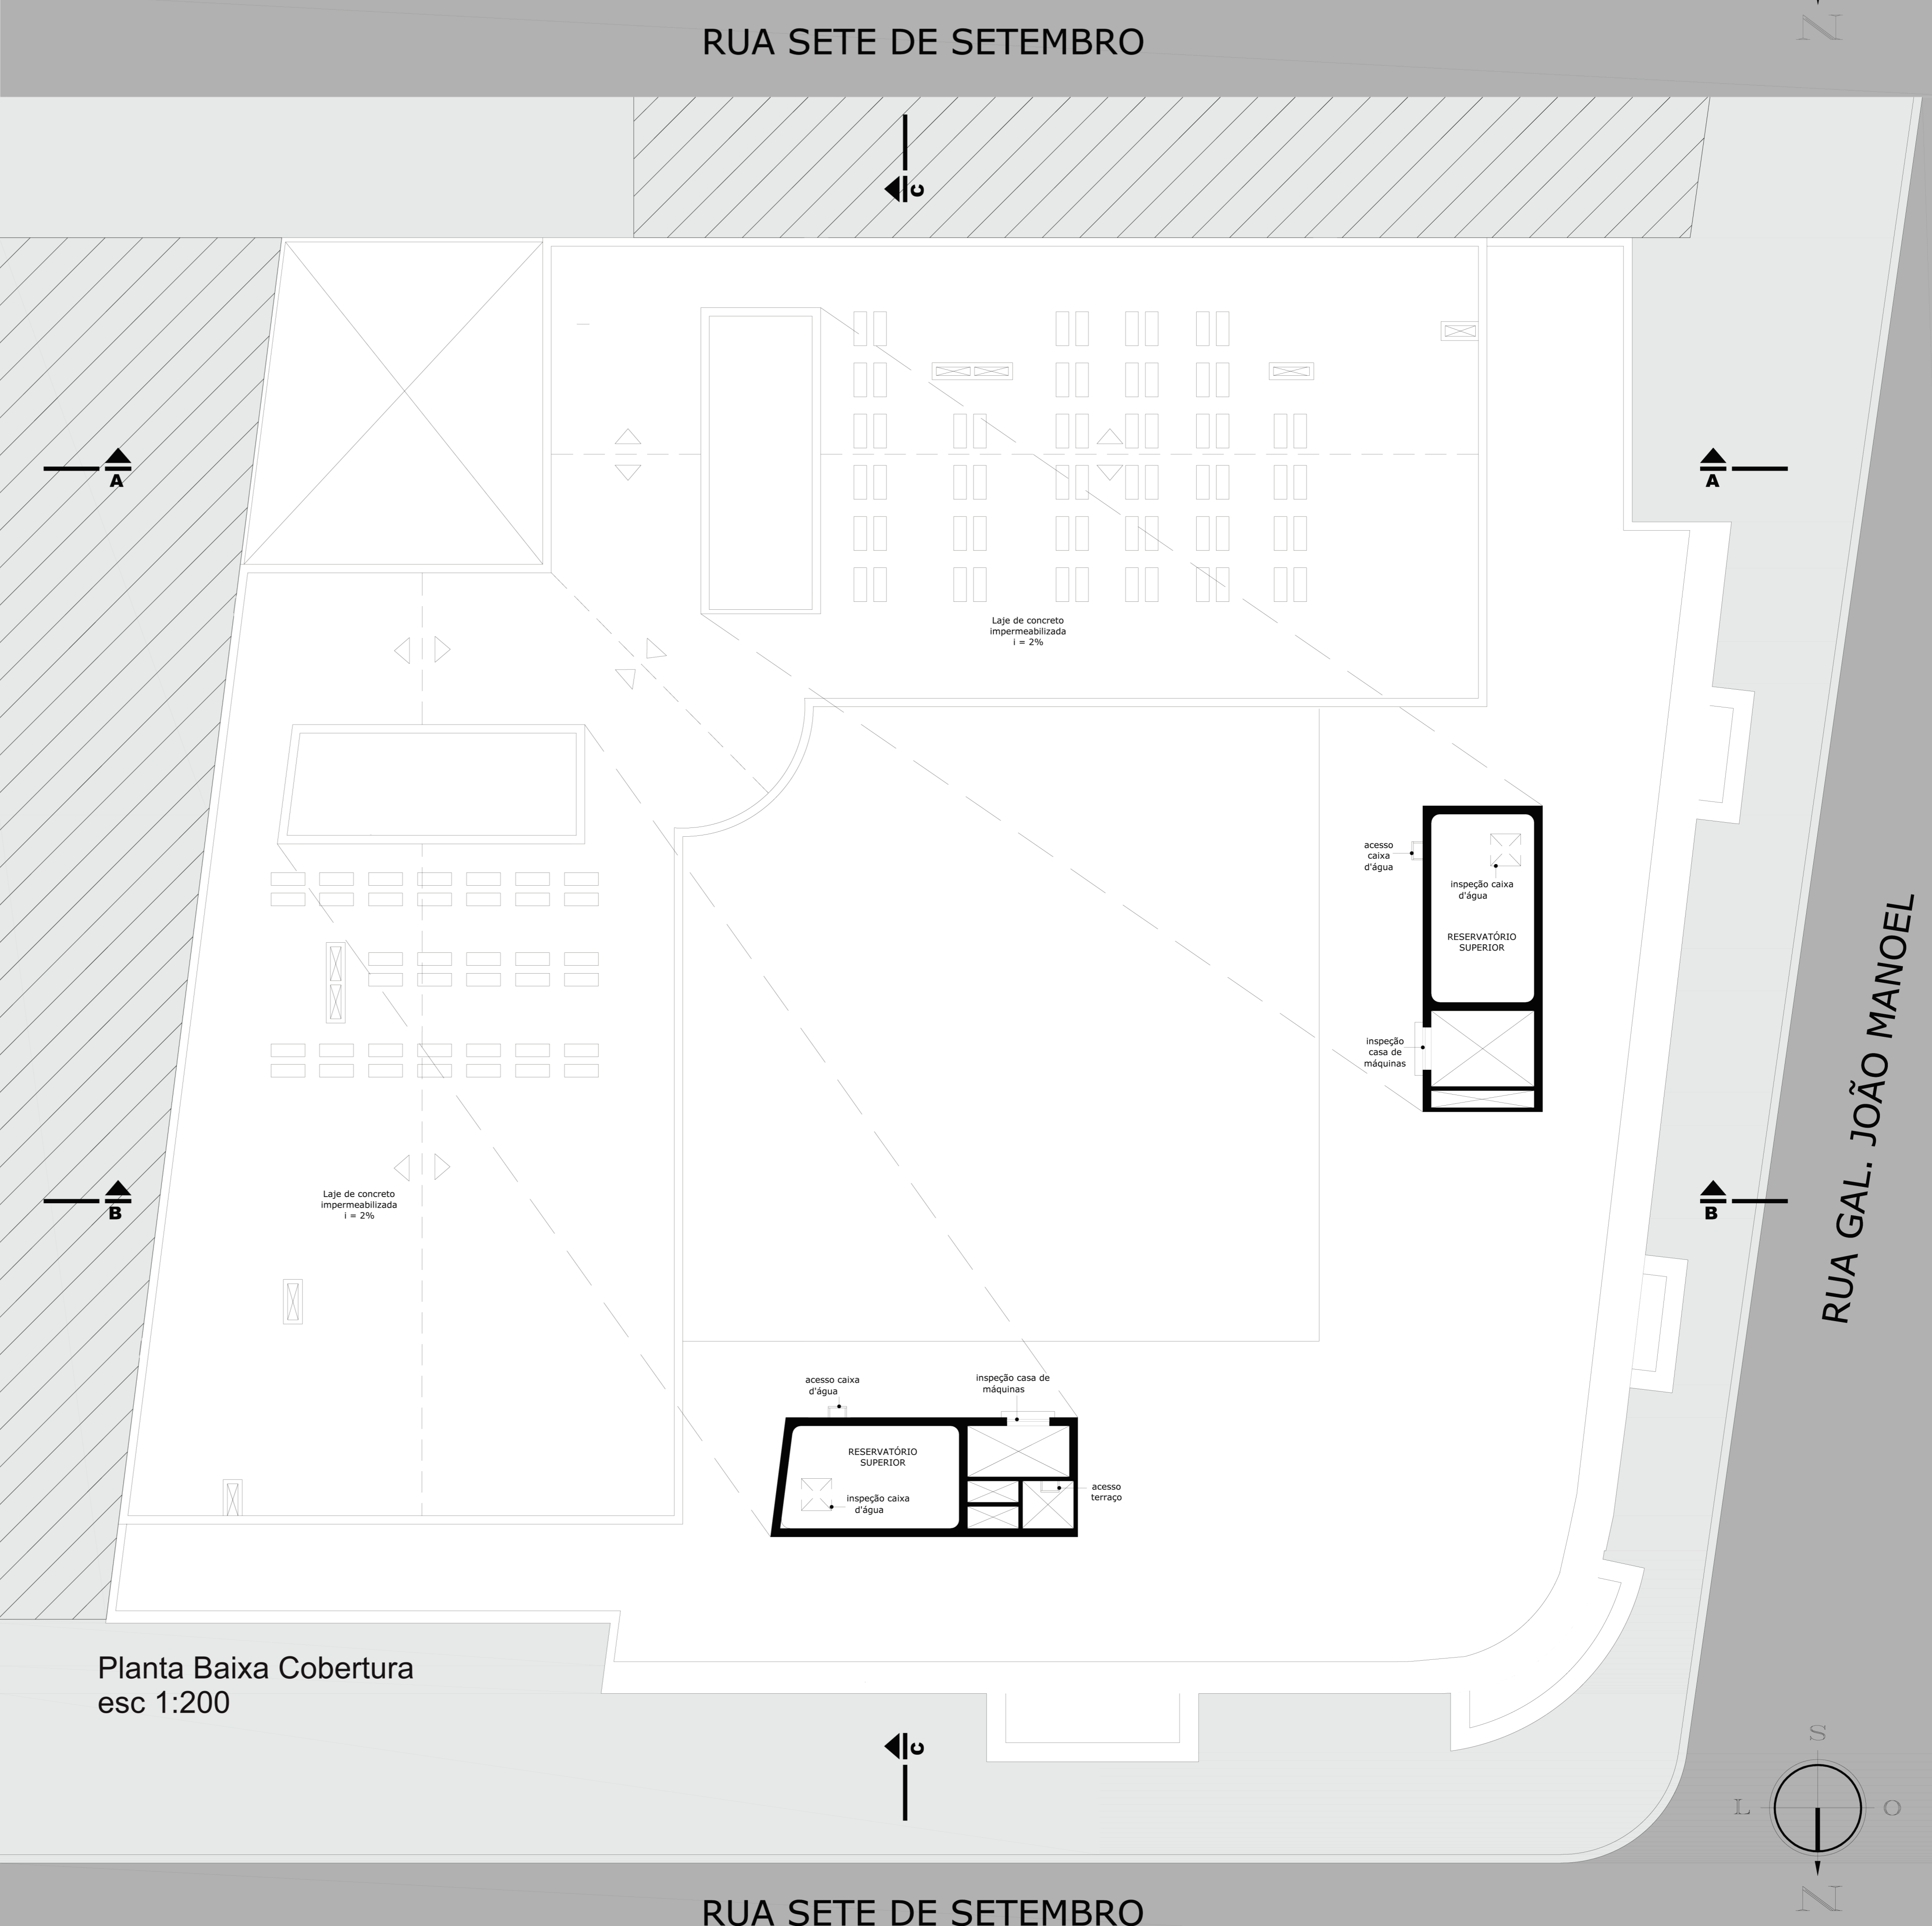 RUA SETE DE SETEMBRO
N
C
A
A
Laje de concreto
impermeabilizada
i = 2%
acesso
caixa
d'água
inspeção caixa
d'água
RESERVATÓRIO
SUPERIOR
inspeção
casa de
máquinas
RUA GAL. JOÃO MANOEL
B
B
Laje de concreto
impermeabilizada
i = 2%
acesso caixa
d'água
inspeção casa de
máquinas
RESERVATÓRIO
SUPERIOR
inspeção caixa
d'água
acesso
terraço
Planta Baixa Cobertura
esc 1:200
C
S
L
O
N
RUA SETE DE SETEMBRO